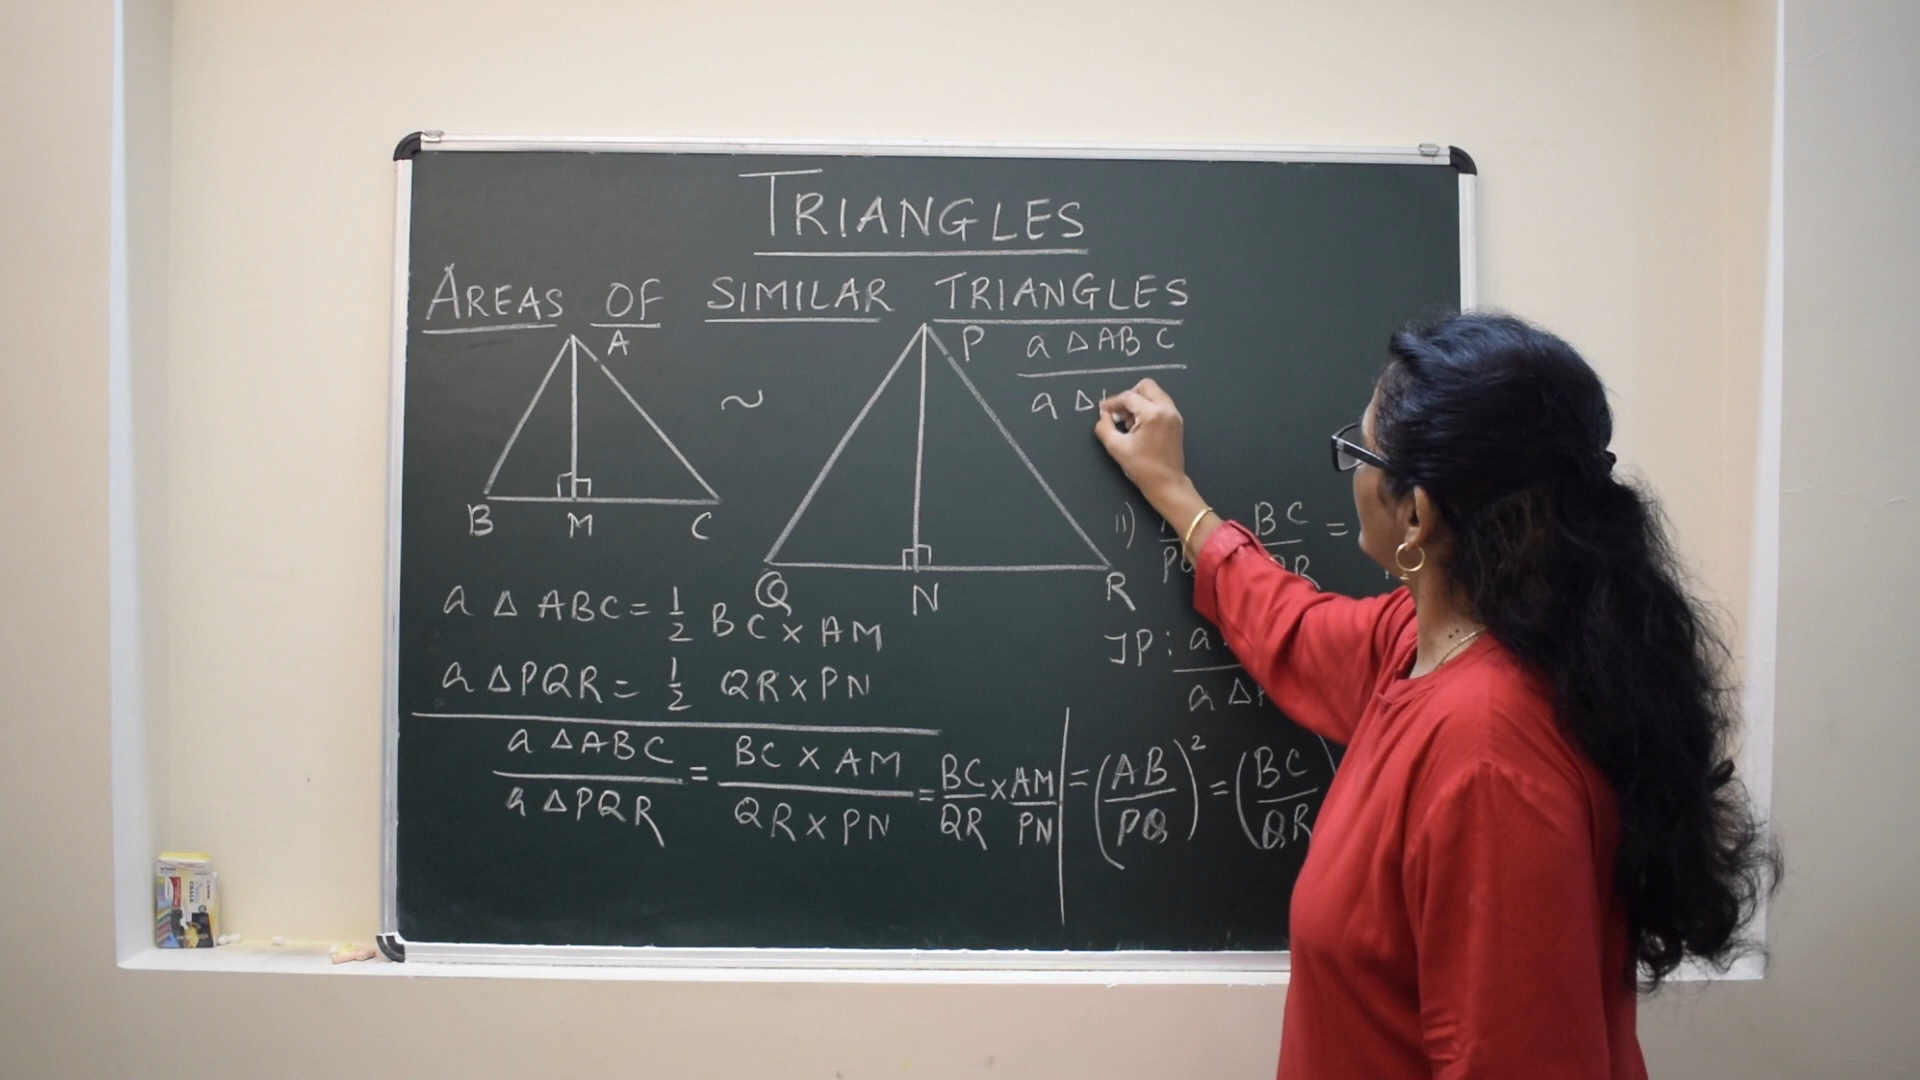 TRIANGLES
AREAS OF SIMILAR TRIANGLES
A
P
a Δ ABC
a Δ
~
B M C
Q N R
II) BC =
a Δ ABC = 1/2 BC × AM
JP: a
a Δ PQR = 1/2 QR × PN
a Δ
a Δ ABC / a Δ PQR = BC × AM / QR × PN = BC/QR × AM/PN = (AB/PQ)² = (BC/QR